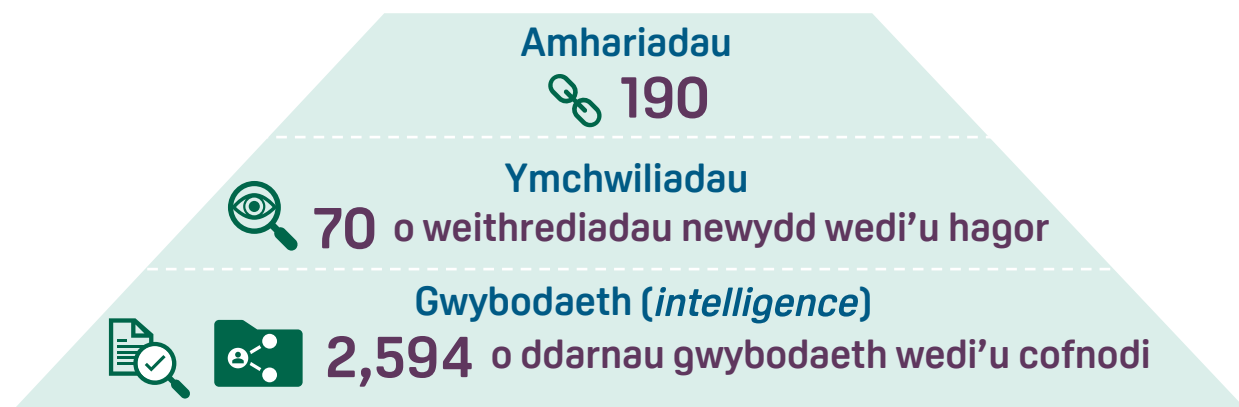 Amhariadau
190
Ymchwiliadau
70 o weithrediadau newydd wedi’u hagor
Gwybodaeth (intelligence)
2,594 o ddarnau gwybodaeth wedi’u cofnodi